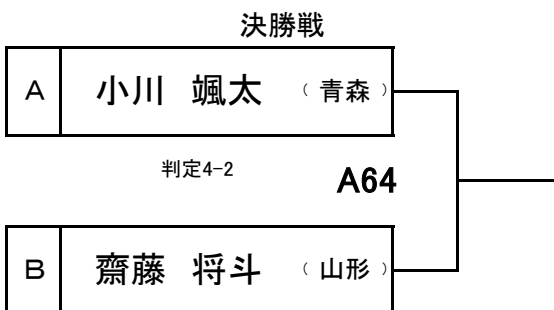 決勝戦
A 小川 颯太 （ 青森 ）
判定4-2
A64
B 齋藤 将斗 （ 山形 ）